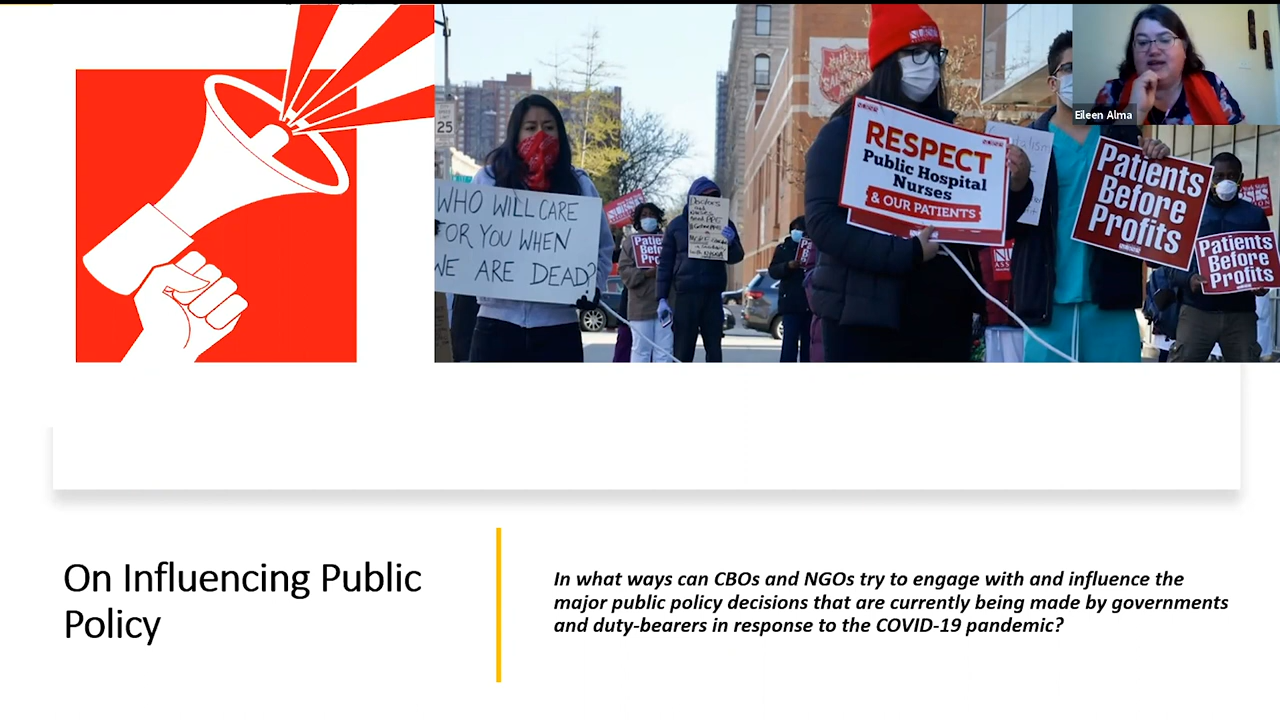 25
WHO WILL CARE
FOR YOU WHEN
WE ARE DEAD?
RESPECT
Public Hospital
Nurses
& OUR PATIENTS
Patients
Before
Profits
Patients
Before
Profits
Eileen Alma
On Influencing Public
Policy
In what ways can CBOs and NGOs try to engage with and influence the
major public policy decisions that are currently being made by governments
and duty-bearers in response to the COVID-19 pandemic?